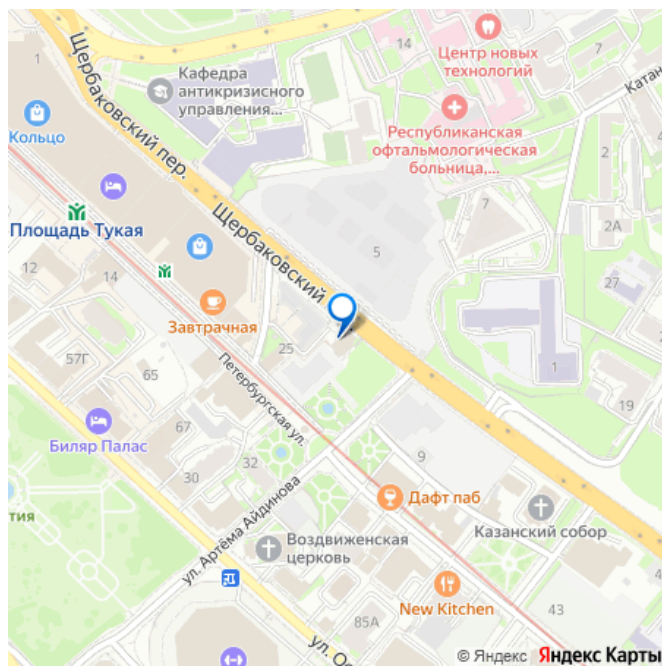 1
Щербаковский пер.
Кольцо
Кафедра
антикризисного
управления...
14
Центр новых
технологий
7
Катан
Республиканская
офтальмологическая
больница,...
2
2А
7
5
27
Площадь Тукая
Щербаковский
12
14
Завтрачная
25
57Г
65
Петербургская ул.
1
19
Биляр Палас
67
30
32
9
тия
ул. Артёма Айдинова
Дафт паб
Казанский собор
Воздвиженская
церковь
New Kitchen
85А
43
4
ул. Ос
© Яндекс Яндекс Карты